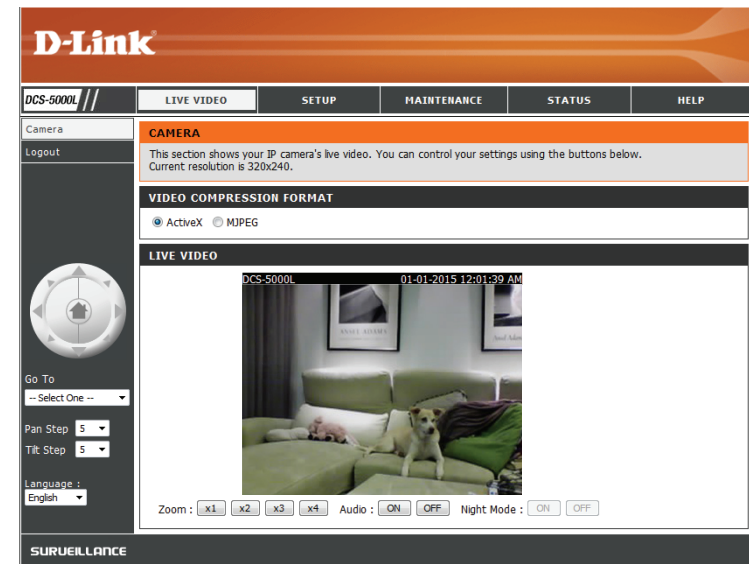 D-Link
DCS-5000L
LIVE VIDEO SETUP MAINTENANCE STATUS HELP
Camera
Logout
CAMERA
This section shows your IP camera's live video. You can control your settings using the buttons below.
Current resolution is 320x240.
VIDEO COMPRESSION FORMAT
ActiveX MJPEG
LIVE VIDEO
DCS-5000L 01-01-2015 12:01:39 AM
ANSEL ADAMS
Go To
-- Select One --
Pan Step 5
Tilt Step 5
Language :
English
Zoom : x1 x2 x3 x4 Audio : ON OFF Night Mode : ON OFF
SURVEILLANCE